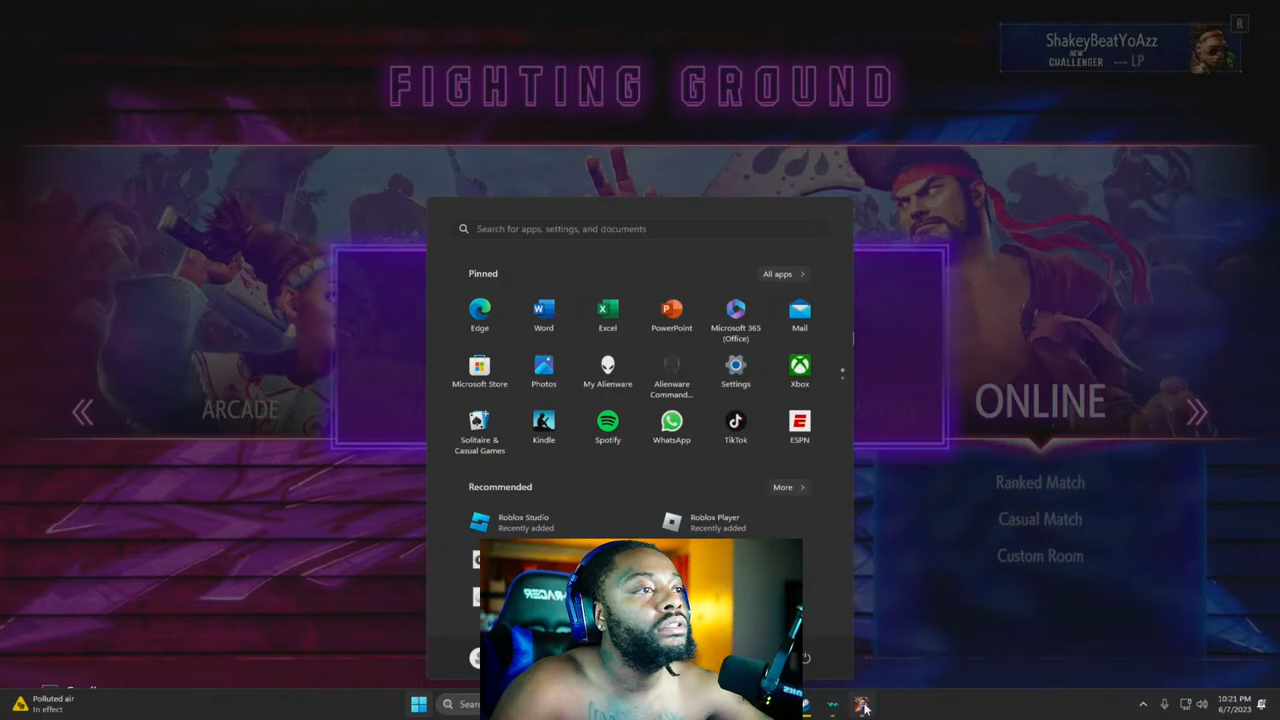 R
ShakeyBeatYoAzz
NEW
CHALLENGER --- LP
FIGHTING GROUND
Search for apps, settings, and documents
Pinned
All apps
Edge
Word
Excel
PowerPoint
Microsoft 365
(Office)
Mail
Microsoft Store
Photos
My Alienware
Alienware
Command...
Settings
Xbox
Solitaire &
Casual Games
Kindle
Spotify
WhatsApp
TikTok
ESPN
ARCADE
ONLINE
Ranked Match
Casual Match
Custom Room
Recommended
More
Roblox Studio
Recently added
Roblox Player
Recently added
Polluted air
In effect
Sear
10:21 PM
6/7/2023